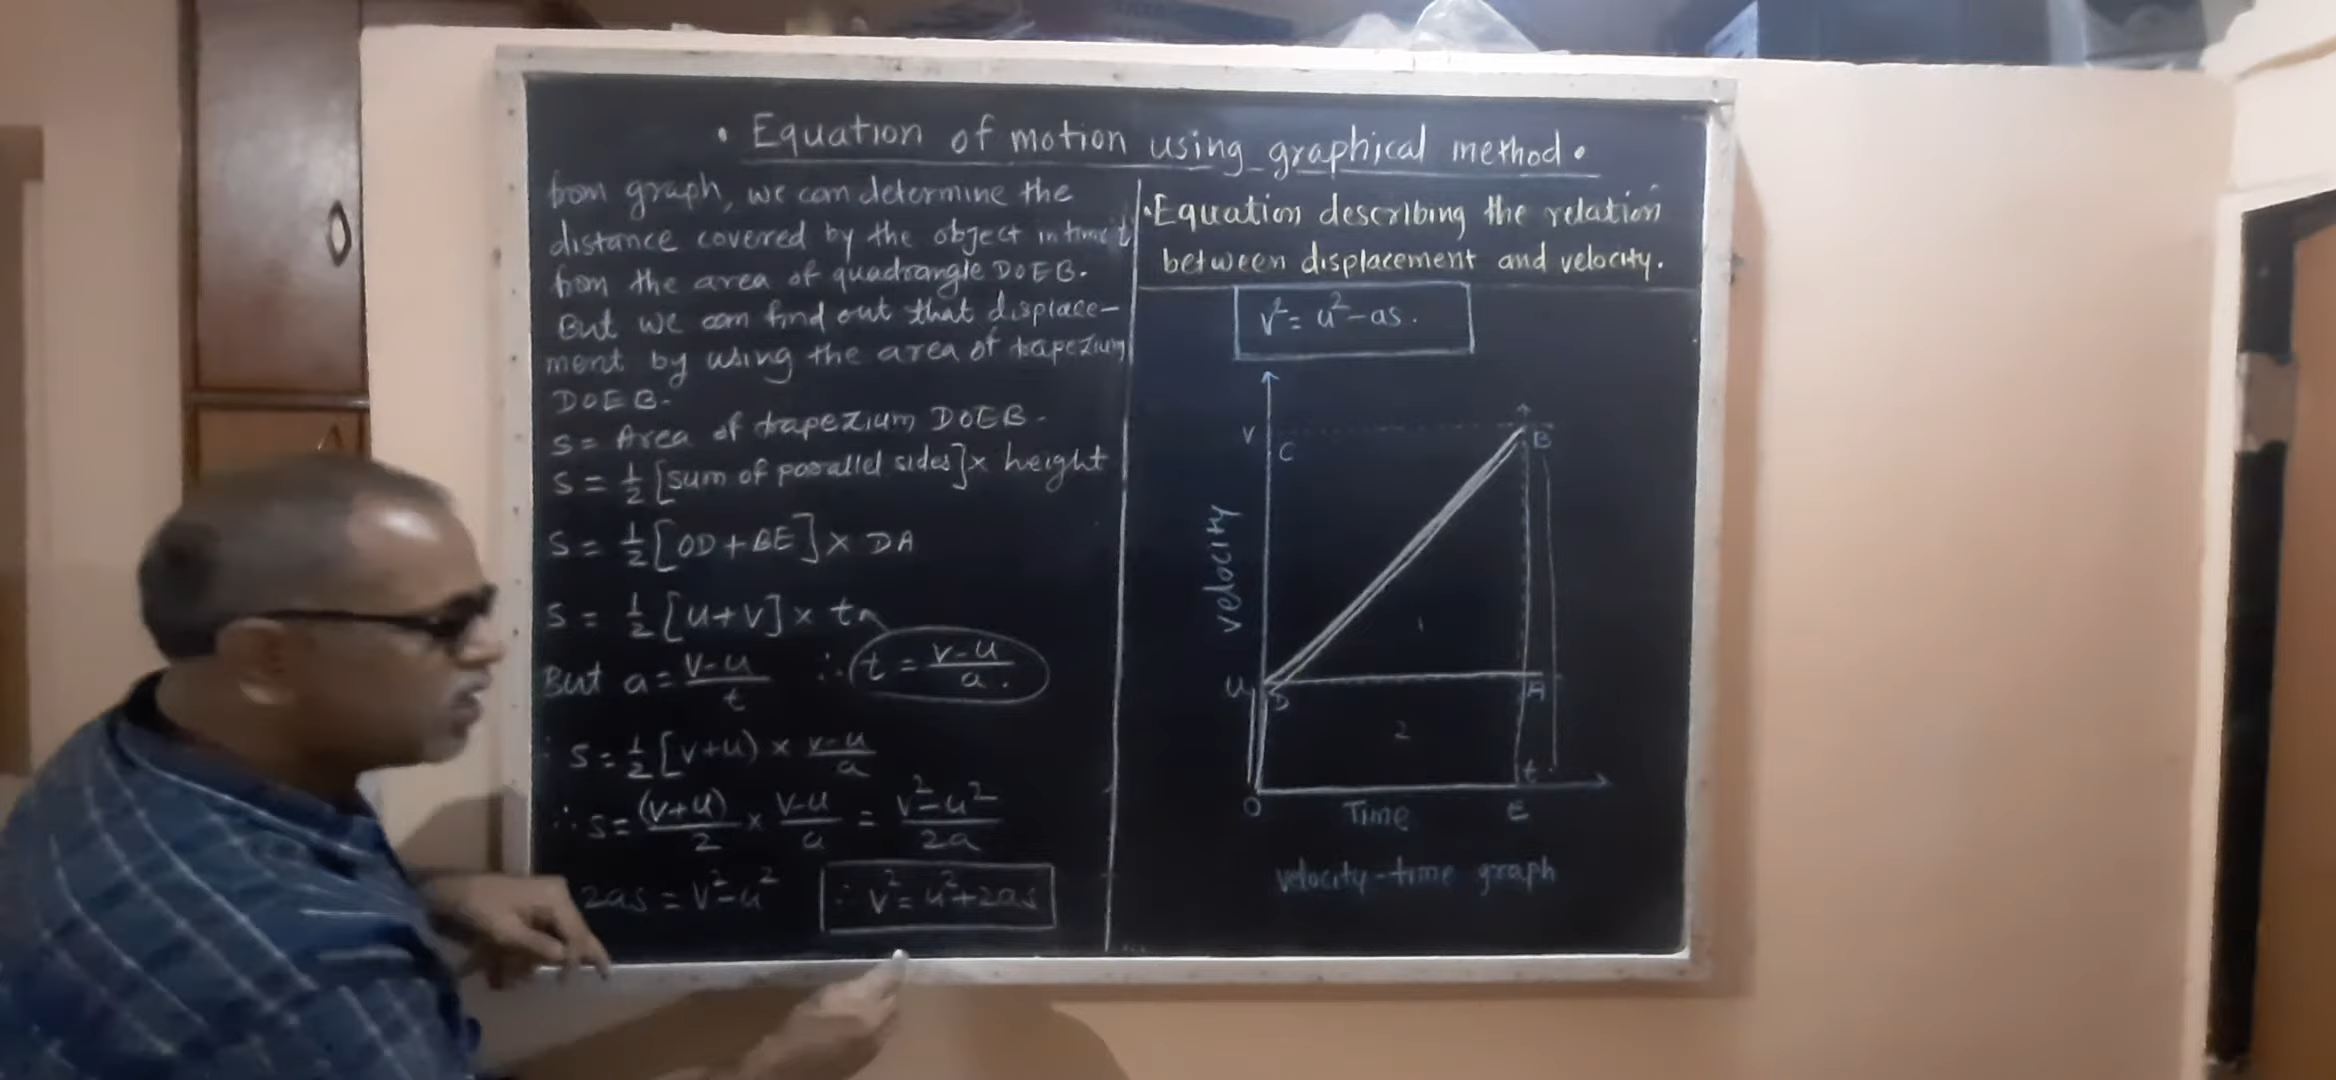 • Equation of motion using graphical method •
from graph, we can determine the
distance covered by the object in time 't'
from the area of quadrangle DOEB.
But we can find out that displace-
ment by using the area of trapezium
DOEB.
S = Area of trapezium DOEB.
S = 1/2 [sum of parallel sides] × height
S = 1/2 [OD + BE] × DA
S = 1/2 [u+v] × t
But a = v-u/t ∴ t = v-u/a.
∴ S = 1/2 [v+u) × v-u/a
∴ S = (v+u)/2 × v-u/a = v²-u²/2a
2as = v²-u² ∴ v² = u²+2as
• Equation describing the relation
between displacement and velocity.
v² = u² - as.
V
C
B
velocity
1
u
D
A
2
t
O
Time
E
velocity-time graph